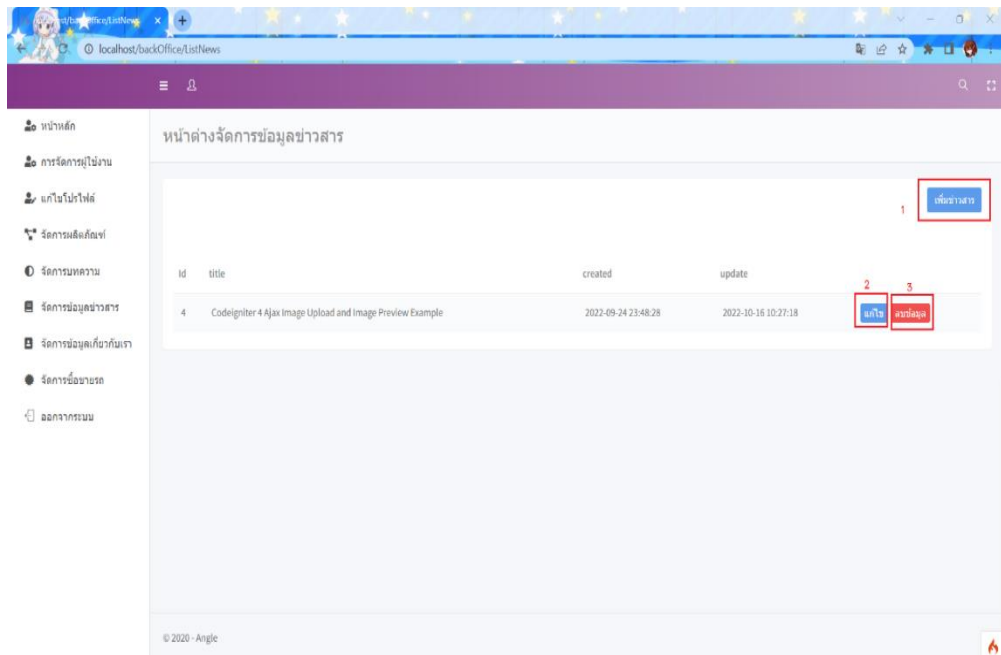 localhost/backOffice/ListNews
หน้าหลัก
การจัดการผู้ใช้งาน
แก้ไขโปรไฟล์
จัดการผลิตภัณฑ์
จัดการบทความ
จัดการข้อมูลข่าวสาร
จัดการข้อมูลเกี่ยวกับเรา
จัดการซื้อขายรถ
ออกจากระบบ
หน้าต่างจัดการข้อมูลข่าวสาร
1 เพิ่มข่าวสาร
Id title created update
2 3
4 Codeigniter 4 Ajax Image Upload and Image Preview Example 2022-09-24 23:48:28 2022-10-16 10:27:18 แก้ไข ลบข้อมูล
© 2020 - Angle